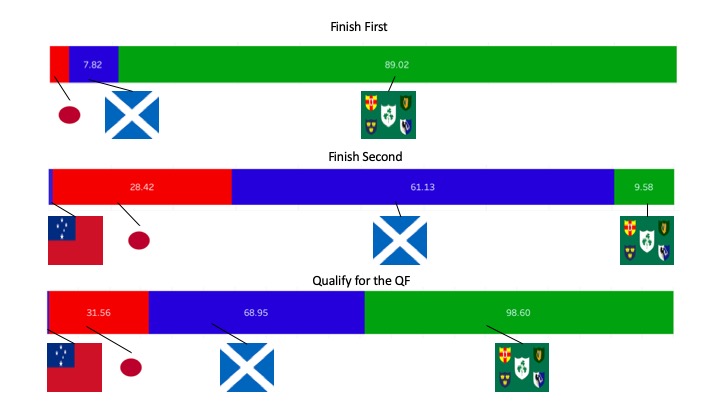 Finish First
7.82 89.02
Finish Second
28.42 61.13 9.58
Qualify for the QF
31.56 68.95 98.60